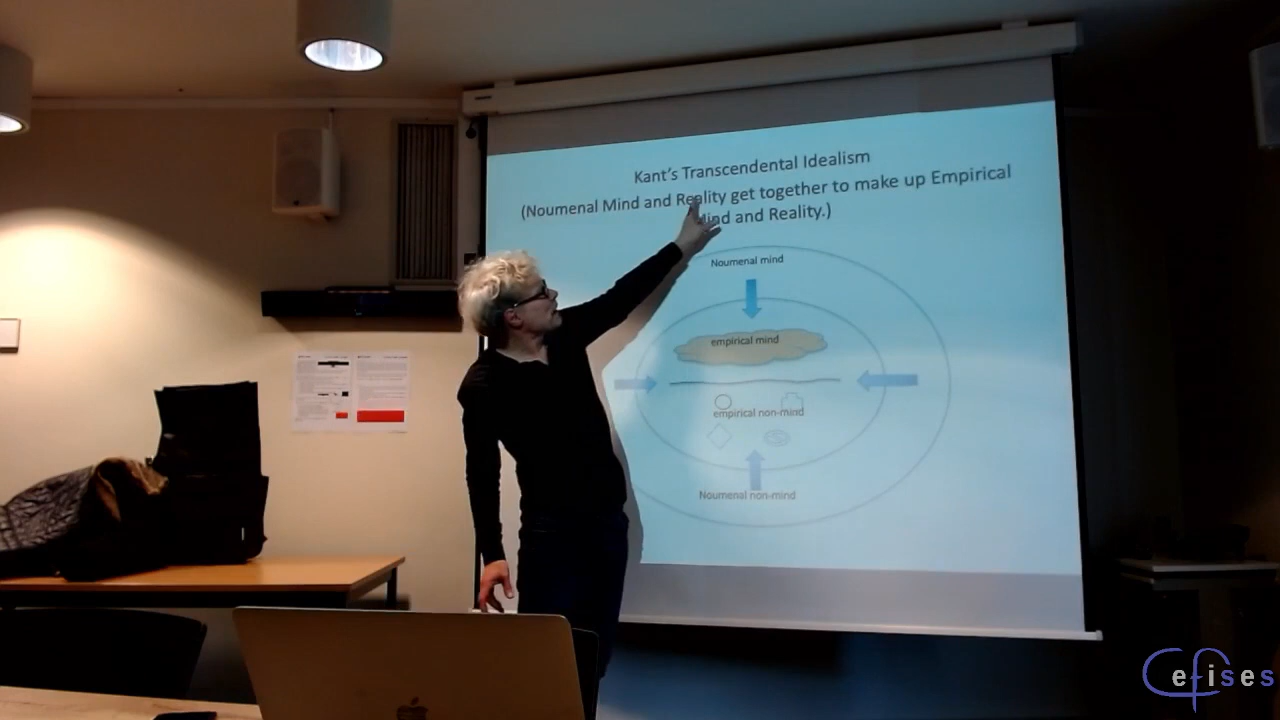 Kant's Transcendental Idealism
(Noumenal Mind and Reality get together to make up Empirical
Mind and Reality.)
Noumenal mind
empirical mind
empirical non-mind
Noumenal non-mind
Cefises